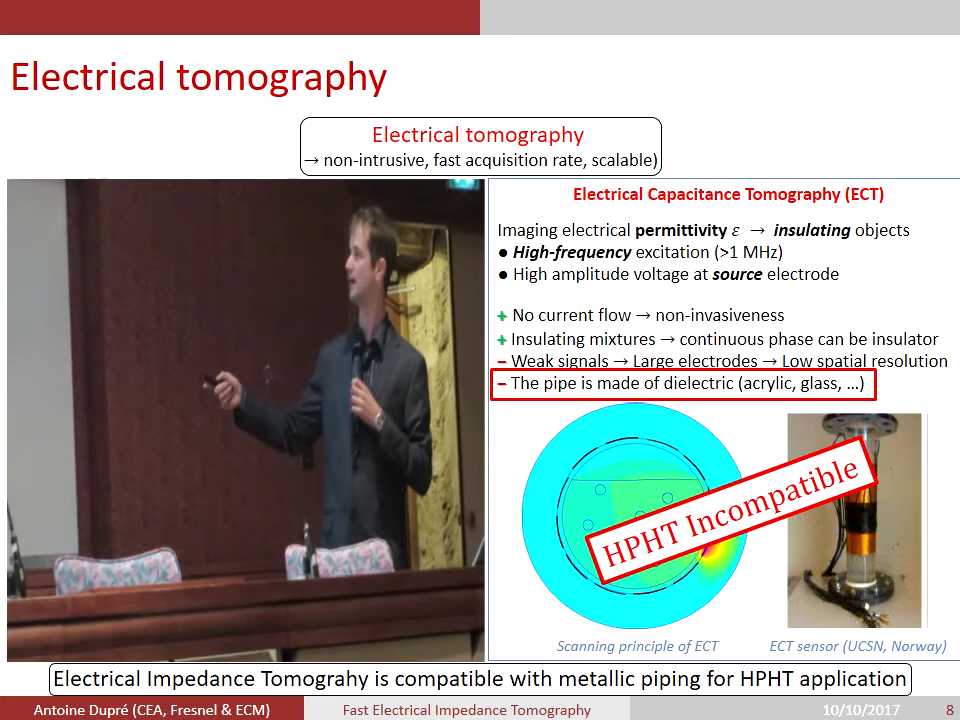 Electrical tomography
Electrical tomography
→ non-intrusive, fast acquisition rate, scalable)
Electrical Capacitance Tomography (ECT)
Imaging electrical permittivity ε → insulating objects
● High-frequency excitation (>1 MHz)
● High amplitude voltage at source electrode
+ No current flow → non-invasiveness
+ Insulating mixtures → continuous phase can be insulator
− Weak signals → Large electrodes → Low spatial resolution
− The pipe is made of dielectric (acrylic, glass, ...)
HPHT Incompatible
Scanning principle of ECT
ECT sensor (UCSN, Norway)
Electrical Impedance Tomograhy is compatible with metallic piping for HPHT application
Antoine Dupré (CEA, Fresnel & ECM)
Fast Electrical Impedance Tomography
10/10/2017
8